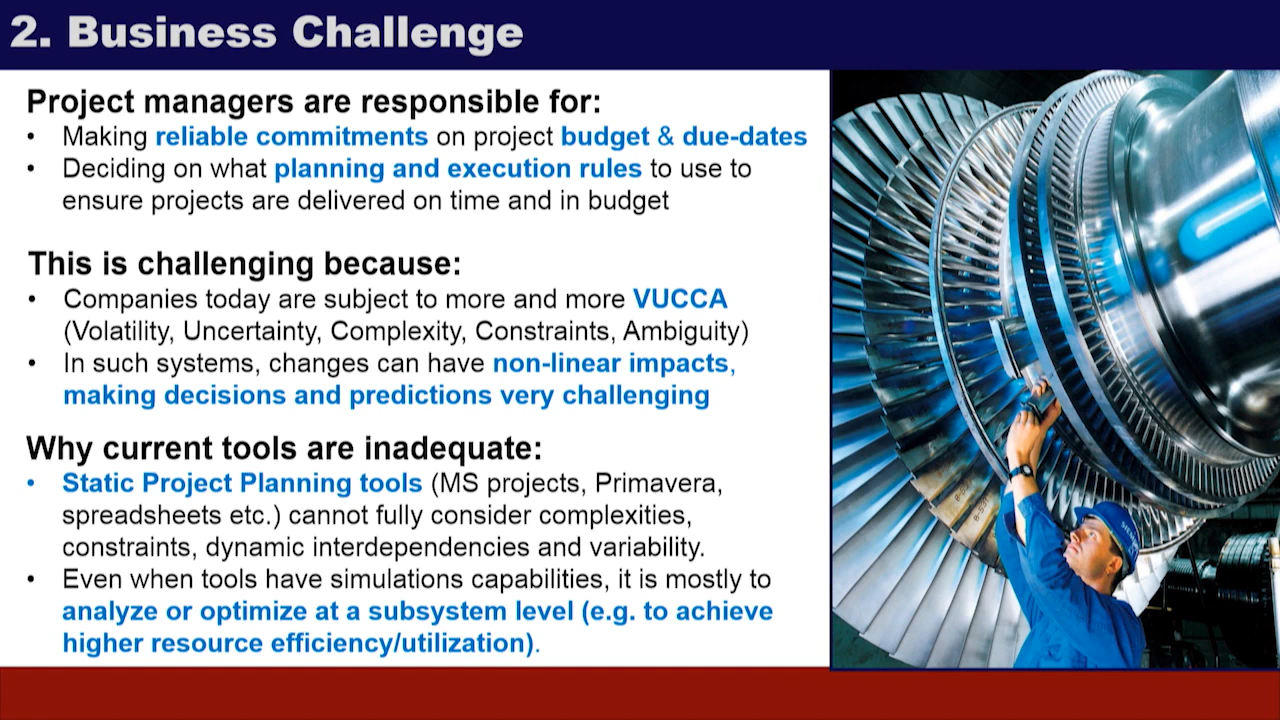 2. Business Challenge
Project managers are responsible for:
• Making reliable commitments on project budget & due-dates
• Deciding on what planning and execution rules to use to
ensure projects are delivered on time and in budget
This is challenging because:
• Companies today are subject to more and more VUCCA
(Volatility, Uncertainty, Complexity, Constraints, Ambiguity)
• In such systems, changes can have non-linear impacts,
making decisions and predictions very challenging
Why current tools are inadequate:
• Static Project Planning tools (MS projects, Primavera,
spreadsheets etc.) cannot fully consider complexities,
constraints, dynamic interdependencies and variability.
• Even when tools have simulations capabilities, it is mostly to
analyze or optimize at a subsystem level (e.g. to achieve
higher resource efficiency/utilization).